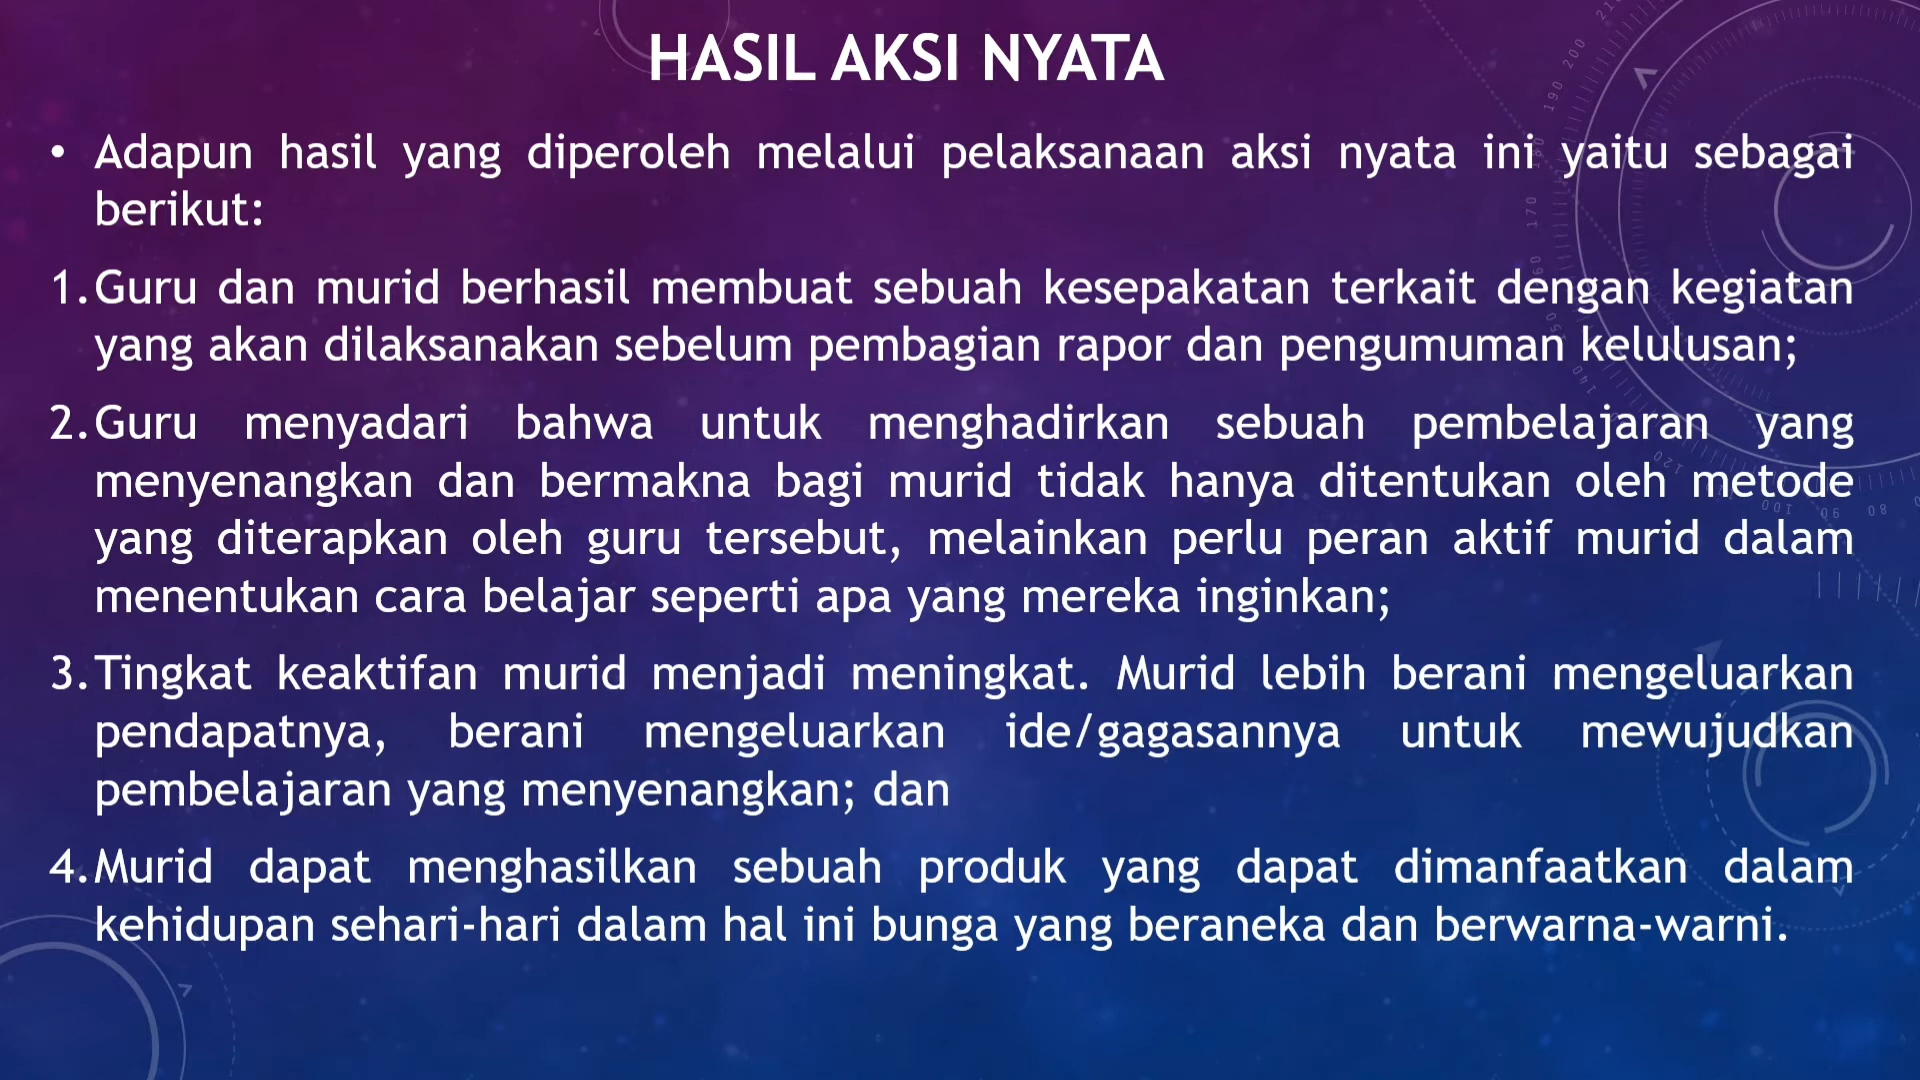 HASIL AKSI NYATA
• Adapun hasil yang diperoleh melalui pelaksanaan aksi nyata ini yaitu sebagai
berikut:
1. Guru dan murid berhasil membuat sebuah kesepakatan terkait dengan kegiatan
yang akan dilaksanakan sebelum pembagian rapor dan pengumuman kelulusan;
2. Guru menyadari bahwa untuk menghadirkan sebuah pembelajaran yang
menyenangkan dan bermakna bagi murid tidak hanya ditentukan oleh metode
yang diterapkan oleh guru tersebut, melainkan perlu peran aktif murid dalam
menentukan cara belajar seperti apa yang mereka inginkan;
3. Tingkat keaktifan murid menjadi meningkat. Murid lebih berani mengeluarkan
pendapatnya, berani mengeluarkan ide/gagasannya untuk mewujudkan
pembelajaran yang menyenangkan; dan
4. Murid dapat menghasilkan sebuah produk yang dapat dimanfaatkan dalam
kehidupan sehari-hari dalam hal ini bunga yang beraneka dan berwarna-warni.